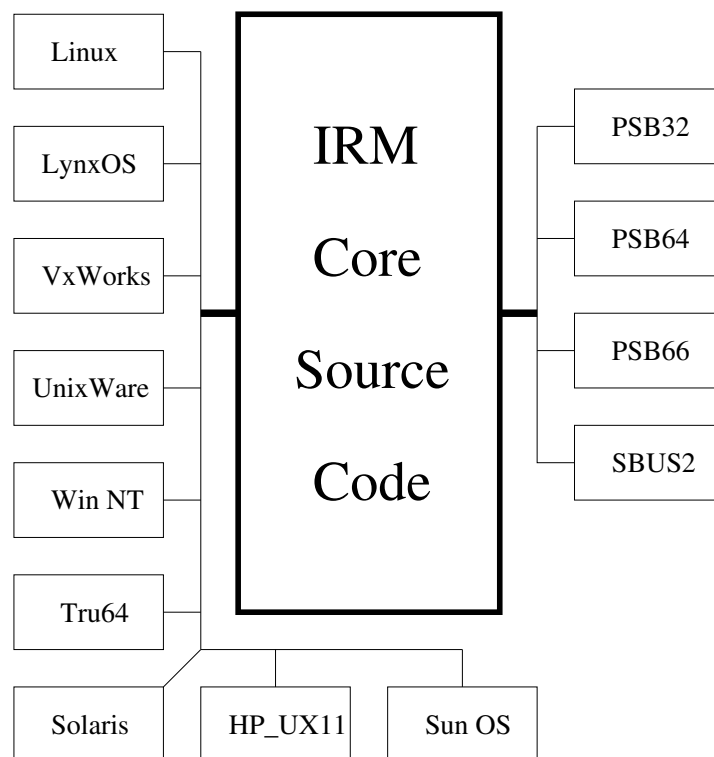 Linux
LynxOS
VxWorks
UnixWare
Win NT
Tru64
Solaris
HP_UX11
Sun OS
IRM
Core
Source
Code
PSB32
PSB64
PSB66
SBUS2